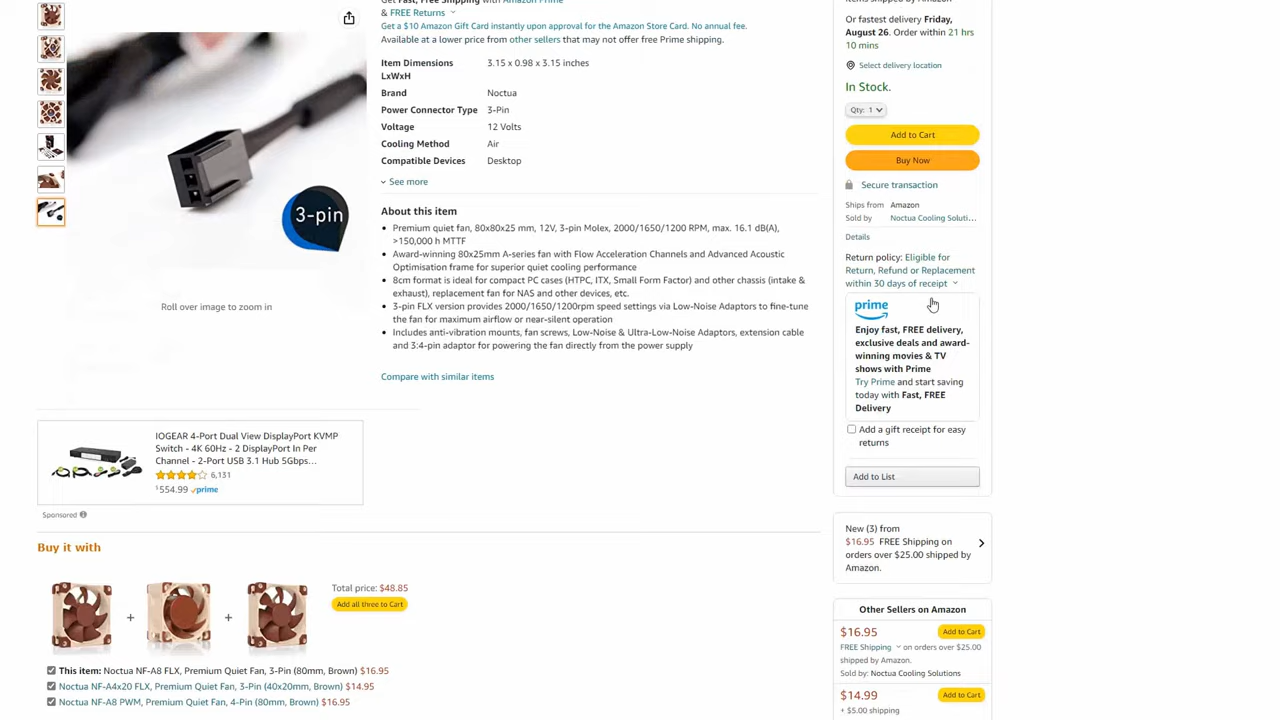 Get Fast, Free Shipping with Amazon Prime
& FREE Returns
Get a $10 Amazon Gift Card instantly upon approval for the Amazon Store Card. No annual fee.
Available at a lower price from other sellers that may not offer free Prime shipping.
Item Dimensions LxWxH 3.15 x 0.98 x 3.15 inches
Brand Noctua
Power Connector Type 3-Pin
Voltage 12 Volts
Cooling Method Air
Compatible Devices Desktop
See more
3-pin
Roll over image to zoom in
About this item
Premium quiet fan, 80x80x25 mm, 12V, 3-pin Molex, 2000/1650/1200 RPM, max. 16.1 dB(A),
>150,000 h MTTF
Award-winning 80x25mm A-series fan with Flow Acceleration Channels and Advanced Acoustic
Optimisation frame for superior quiet cooling performance
8cm format is ideal for compact PC cases (HTPC, ITX, Small Form Factor) and other chassis (intake &
exhaust), replacement fan for NAS and other devices, etc.
3-pin FLX version provides 2000/1650/1200rpm speed settings via Low-Noise Adaptors to fine-tune
the fan for maximum airflow or near-silent operation
Includes anti-vibration mounts, fan screws, Low-Noise & Ultra-Low-Noise Adaptors, extension cable
and 3:4-pin adaptor for powering the fan directly from the power supply
Compare with similar items
IOGEAR 4-Port Dual View DisplayPort KVMP
Switch - 4K 60Hz - 2 DisplayPort In Per
Channel - 2-Port USB 3.1 Hub 5Gbps...
6,131
$554.99 prime
Sponsored
Buy it with
+ +
Total price: $48.85
Add all three to Cart
This item: Noctua NF-A8 FLX, Premium Quiet Fan, 3-Pin (80mm, Brown) $16.95
Noctua NF-A4x20 FLX, Premium Quiet Fan, 3-Pin (40x20mm, Brown) $14.95
Noctua NF-A8 PWM, Premium Quiet Fan, 4-Pin (80mm, Brown) $16.95
items shipped by Amazon
Or fastest delivery Friday,
August 26. Order within 21 hrs
10 mins
Select delivery location
In Stock.
Qty: 1
Add to Cart
Buy Now
Secure transaction
Ships from Amazon
Sold by Noctua Cooling Soluti...
Details
Return policy: Eligible for
Return, Refund or Replacement
within 30 days of receipt
prime
Enjoy fast, FREE delivery,
exclusive deals and award-
winning movies & TV
shows with Prime
Try Prime and start saving
today with Fast, FREE
Delivery
Add a gift receipt for easy
returns
Add to List
New (3) from
$16.95 FREE Shipping on
orders over $25.00 shipped by
Amazon.
Other Sellers on Amazon
$16.95 Add to Cart
FREE Shipping on orders over $25.00
shipped by Amazon.
Sold by: Noctua Cooling Solutions
$14.99 Add to Cart
+ $5.00 shipping